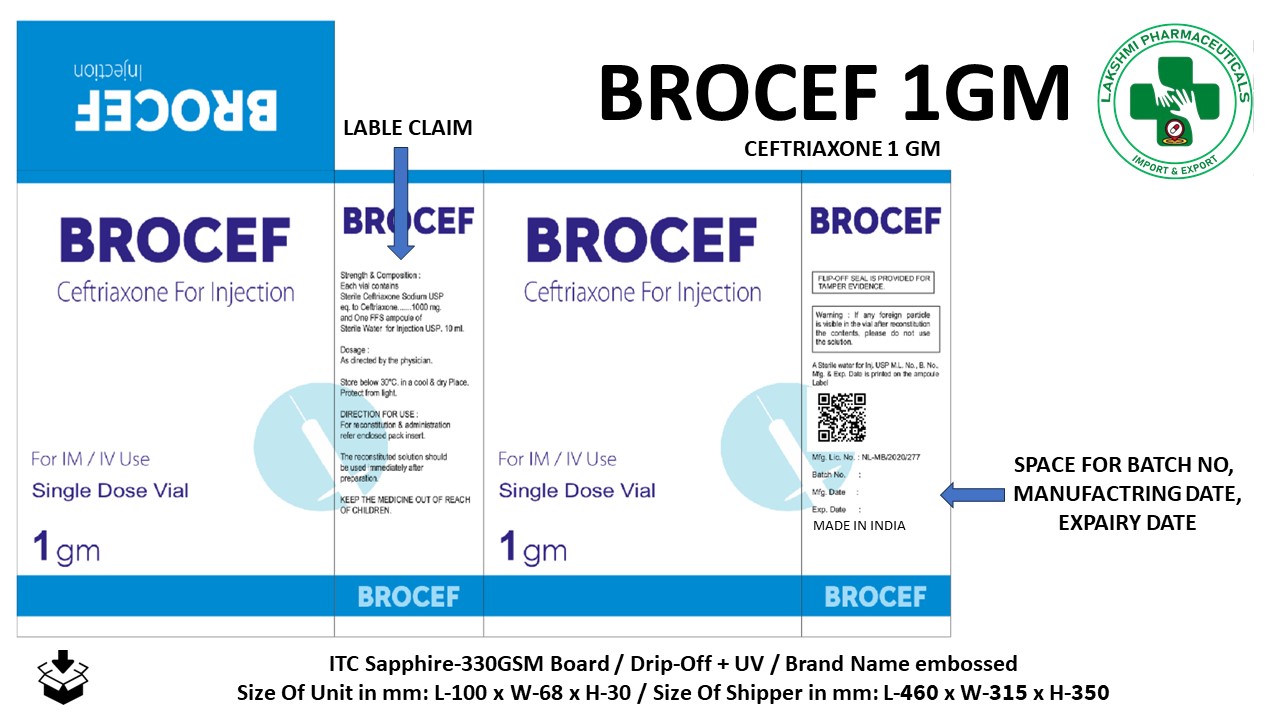 Injection
BROCEF
LABLE CLAIM
BROCEF 1GM
CEFTRIAXONE 1 GM
LAKSHMI PHARMACEUTICALS
IMPORT & EXPORT
BROCEF
Ceftriaxone For Injection
For IM / IV Use
Single Dose Vial
1 gm
BROCEF
Strength & Composition :
Each vial contains
Sterile Ceftriaxone Sodium USP
eq. to Ceftriaxone......1000 mg.
and One FFS ampoule of
Sterile Water for Injection USP. 10 ml.
Dosage :
As directed by the physician.
Store below 30°C. in a cool & dry Place.
Protect from light.
DIRECTION FOR USE :
For reconstitution & administration
refer enclosed pack insert.
The reconstituted solution should
be used immediately after
preparation.
KEEP THE MEDICINE OUT OF REACH
OF CHILDREN.
BROCEF
BROCEF
Ceftriaxone For Injection
For IM / IV Use
Single Dose Vial
1 gm
BROCEF
FLIP-OFF SEAL IS PROVIDED FOR
TAMPER EVIDENCE.
Warning : If any foreign particle
is visible in the vial after reconstitution
the contents, please do not use
the solution.
A Sterile water for Inj. USP M.L. No., B. No.,
Mfg. & Exp. Date is printed on the ampoule
Label
Mfg. Lic. No. : NL-MB/2020/277
Batch No. :
Mfg. Date :
Exp. Date :
MADE IN INDIA
BROCEF
SPACE FOR BATCH NO,
MANUFACTRING DATE,
EXPAIRY DATE
ITC Sapphire-330GSM Board / Drip-Off + UV / Brand Name embossed
Size Of Unit in mm: L-100 x W-68 x H-30 / Size Of Shipper in mm: L-460 x W-315 x H-350